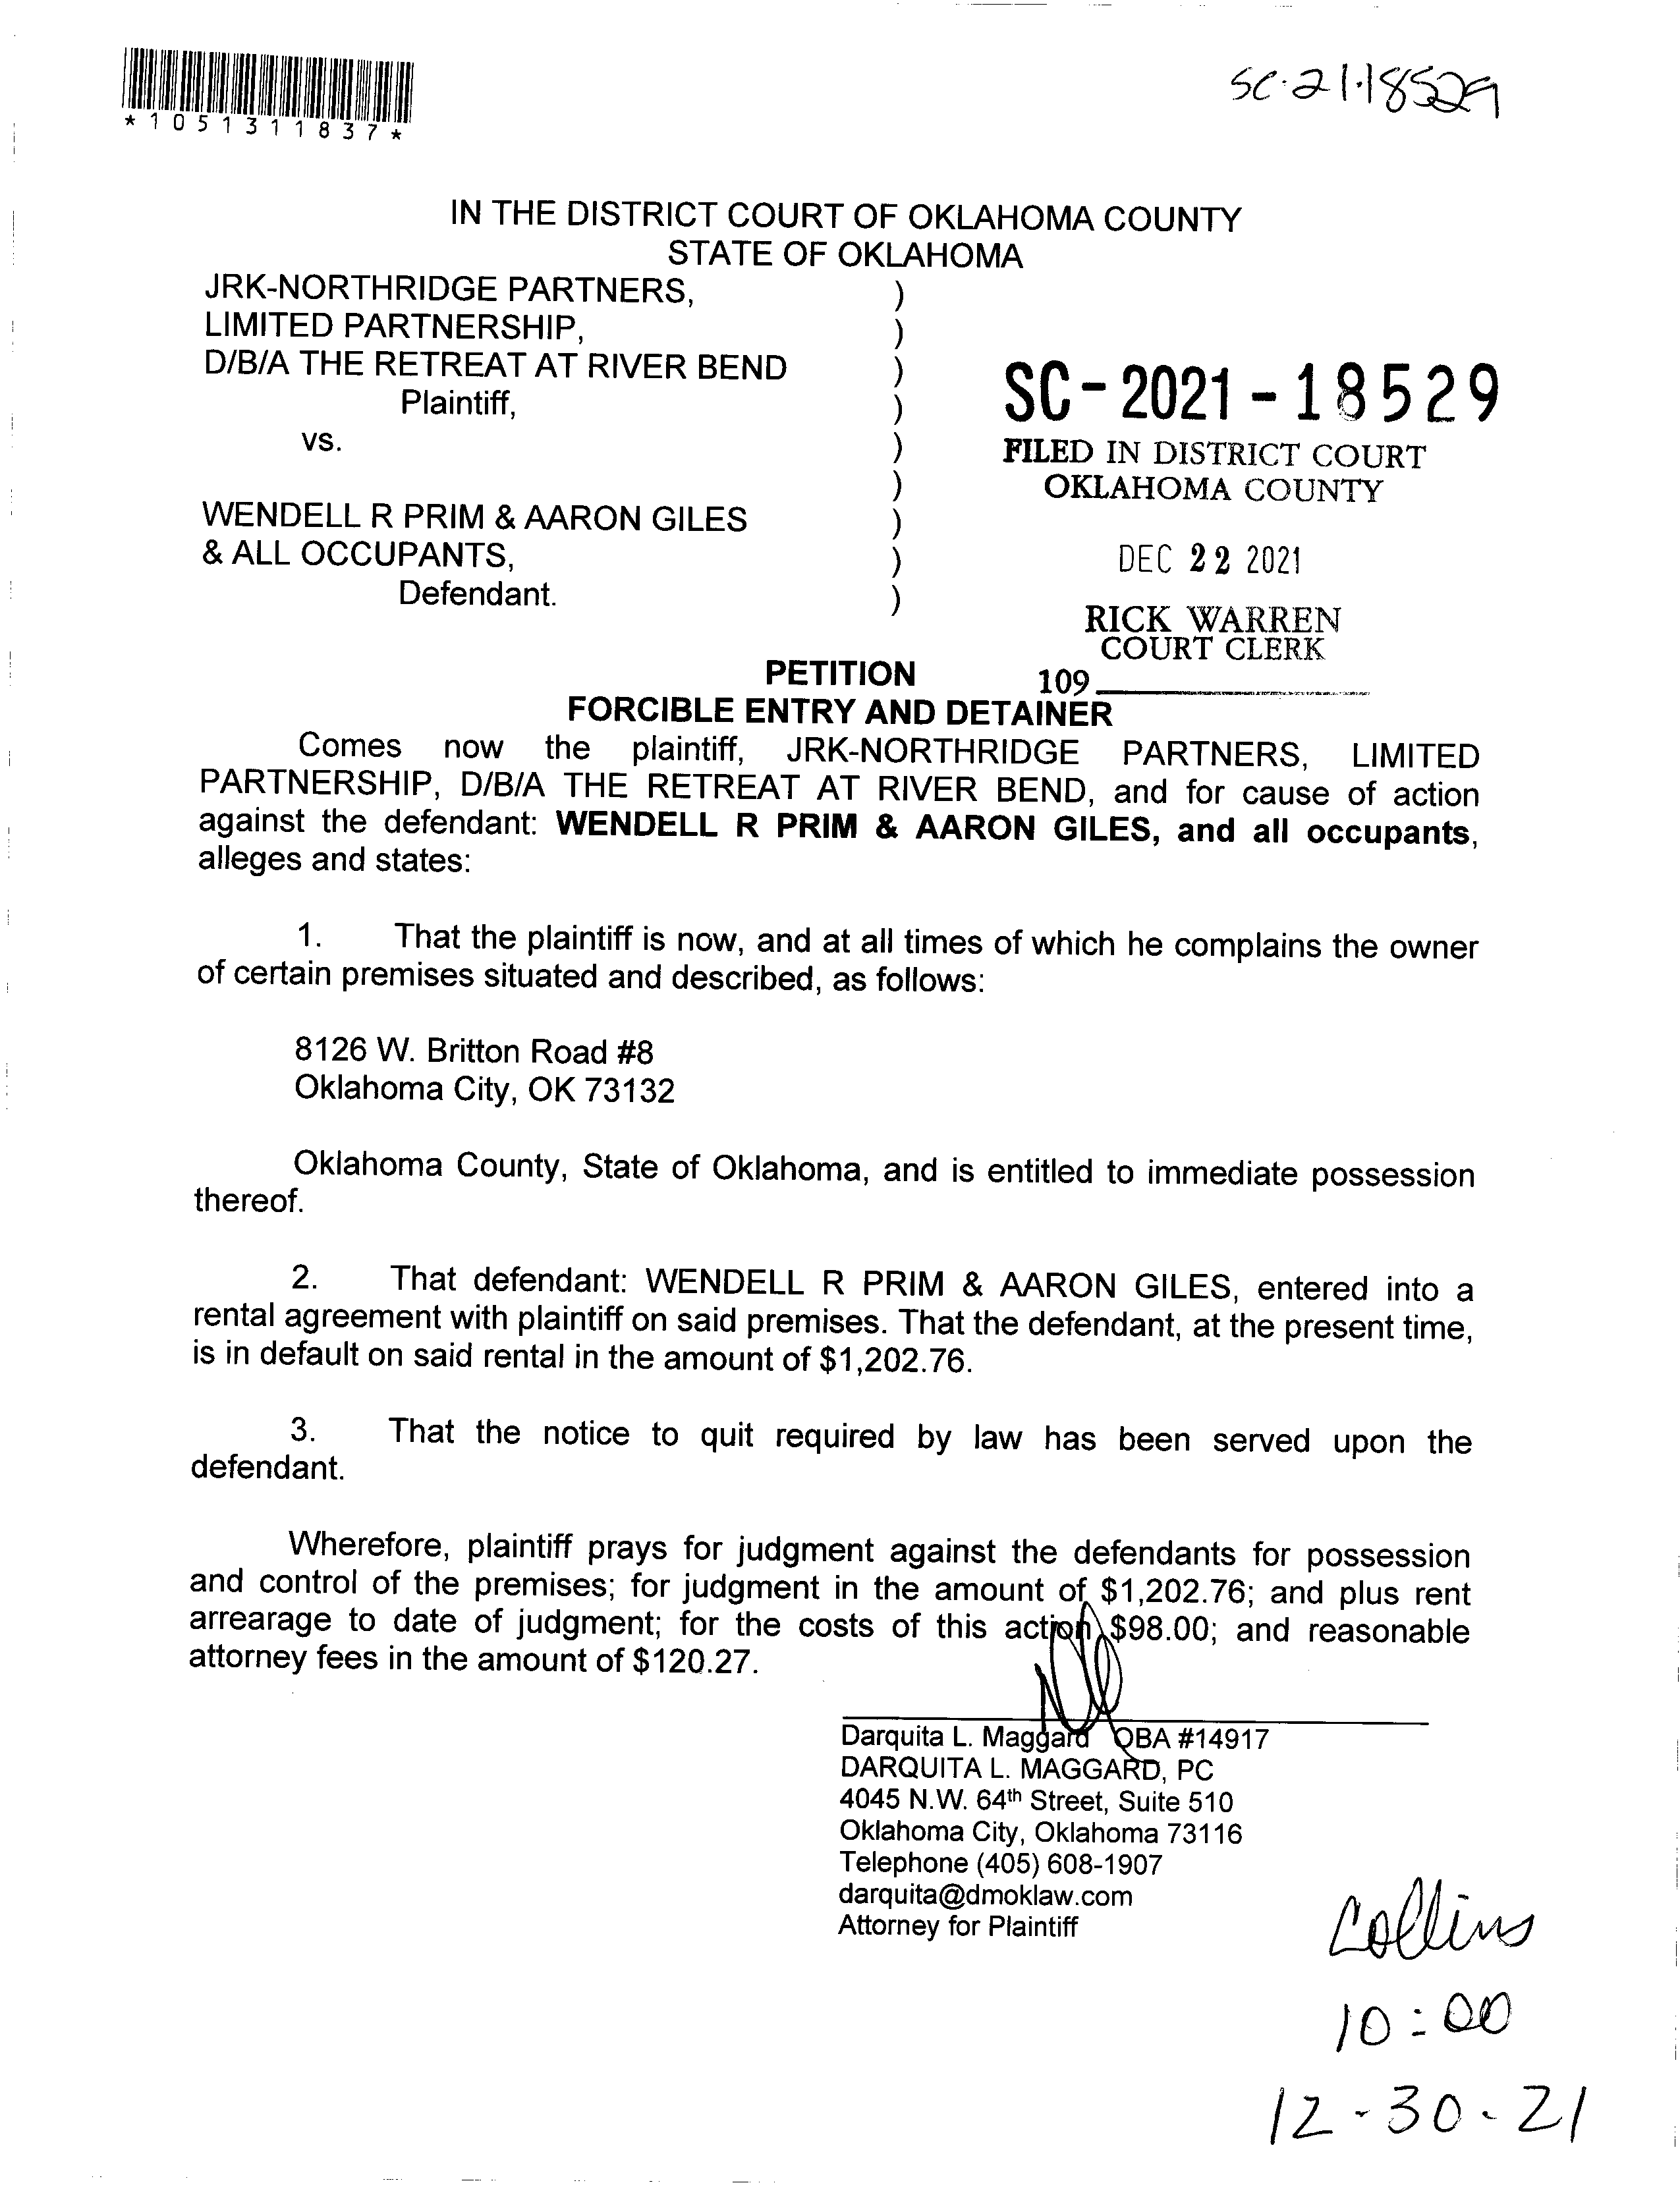 SC-21-18529
*1051311837*
IN THE DISTRICT COURT OF OKLAHOMA COUNTY
STATE OF OKLAHOMA
JRK-NORTHRIDGE PARTNERS, )
LIMITED PARTNERSHIP, )
D/B/A THE RETREAT AT RIVER BEND )
Plaintiff, )
vs. )
)
WENDELL R PRIM & AARON GILES )
& ALL OCCUPANTS, )
Defendant. )
SC-2021-18529
FILED IN DISTRICT COURT
OKLAHOMA COUNTY
DEC 22 2021
RICK WARREN
COURT CLERK
109
PETITION
FORCIBLE ENTRY AND DETAINER
Comes now the plaintiff, JRK-NORTHRIDGE PARTNERS, LIMITED
PARTNERSHIP, D/B/A THE RETREAT AT RIVER BEND, and for cause of action
against the defendant: WENDELL R PRIM & AARON GILES, and all occupants,
alleges and states:
1. That the plaintiff is now, and at all times of which he complains the owner
of certain premises situated and described, as follows:
8126 W. Britton Road #8
Oklahoma City, OK 73132
Oklahoma County, State of Oklahoma, and is entitled to immediate possession
thereof.
2. That defendant: WENDELL R PRIM & AARON GILES, entered into a
rental agreement with plaintiff on said premises. That the defendant, at the present time,
is in default on said rental in the amount of $1,202.76.
3. That the notice to quit required by law has been served upon the
defendant.
Wherefore, plaintiff prays for judgment against the defendants for possession
and control of the premises; for judgment in the amount of $1,202.76; and plus rent
arrearage to date of judgment; for the costs of this action $98.00; and reasonable
attorney fees in the amount of $120.27.
Darquita L. Maggard OBA #14917
DARQUITA L. MAGGARD, PC
4045 N.W. 64th Street, Suite 510
Oklahoma City, Oklahoma 73116
Telephone (405) 608-1907
darquita@dmoklaw.com
Attorney for Plaintiff
Collins
10:00
12-30-21